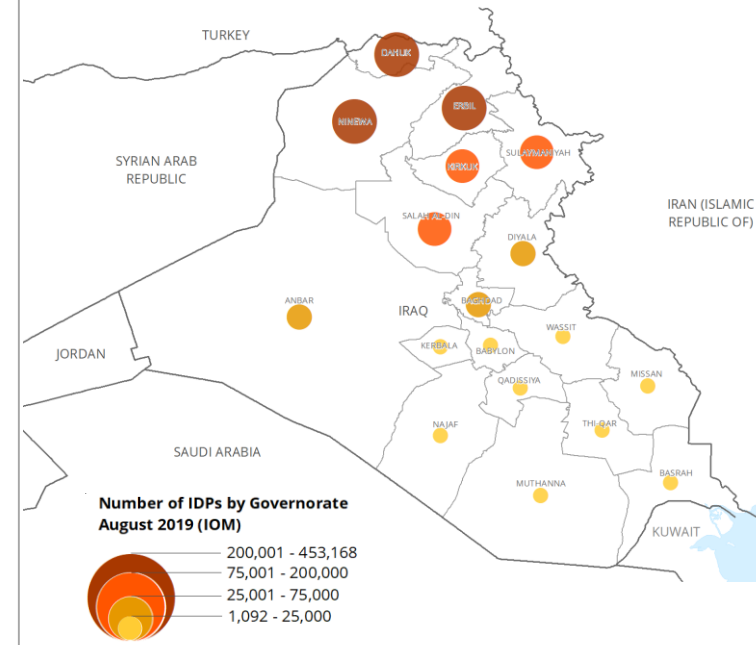 TURKEY
DAHUK
ERBIL
NINEWA
SULAYMANIYAH
KIRKUK
SYRIAN ARAB
REPUBLIC
IRAN (ISLAMIC
REPUBLIC OF)
SALAH AL-DIN
DIYALA
ANBAR
BAGHDAD
IRAQ
WASSIT
KERBALA
BABYLON
JORDAN
MISSAN
QADISSIYA
NAJAF
THI QAR
SAUDI ARABIA
BASRAH
MUTHANNA
KUWAIT
Number of IDPs by Governorate
August 2019 (IOM)
200,001 - 453,168
75,001 - 200,000
25,001 - 75,000
1,092 - 25,000